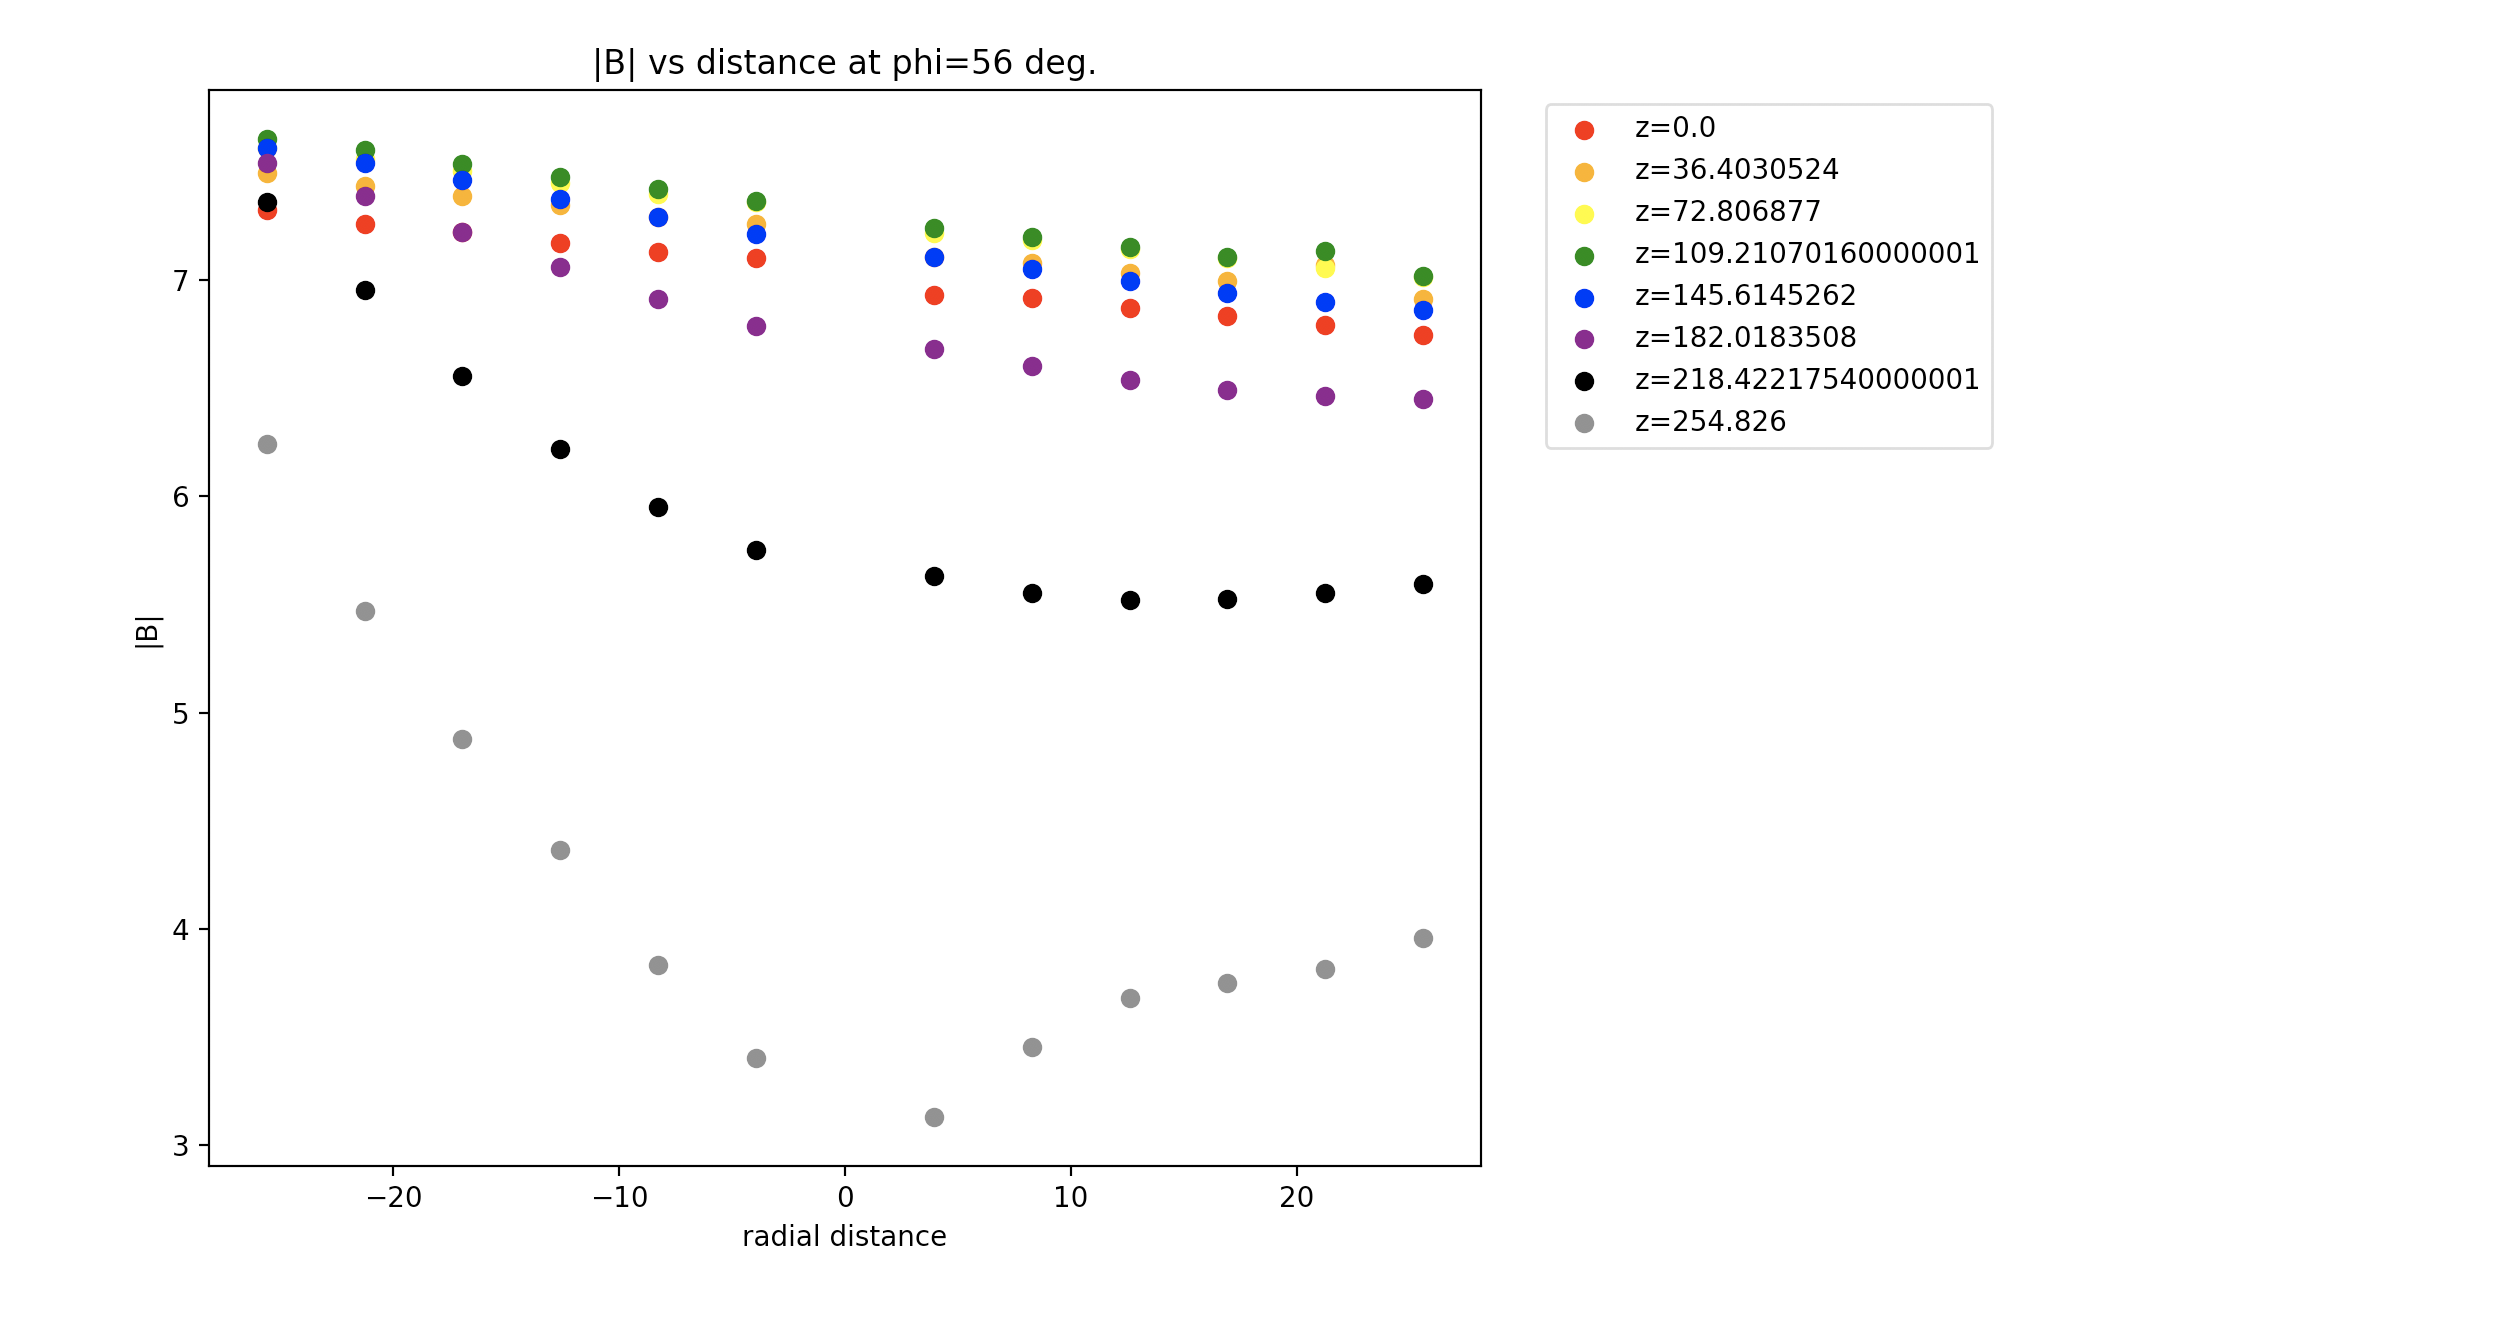 |B| vs distance at phi=56 deg.
z=0.0
z=36.4030524
z=72.806877
z=109.21070160000001
z=145.6145262
z=182.0183508
z=218.42217540000001
z=254.826
7
6
5
4
3
|B|
−20 −10 0 10 20
radial distance